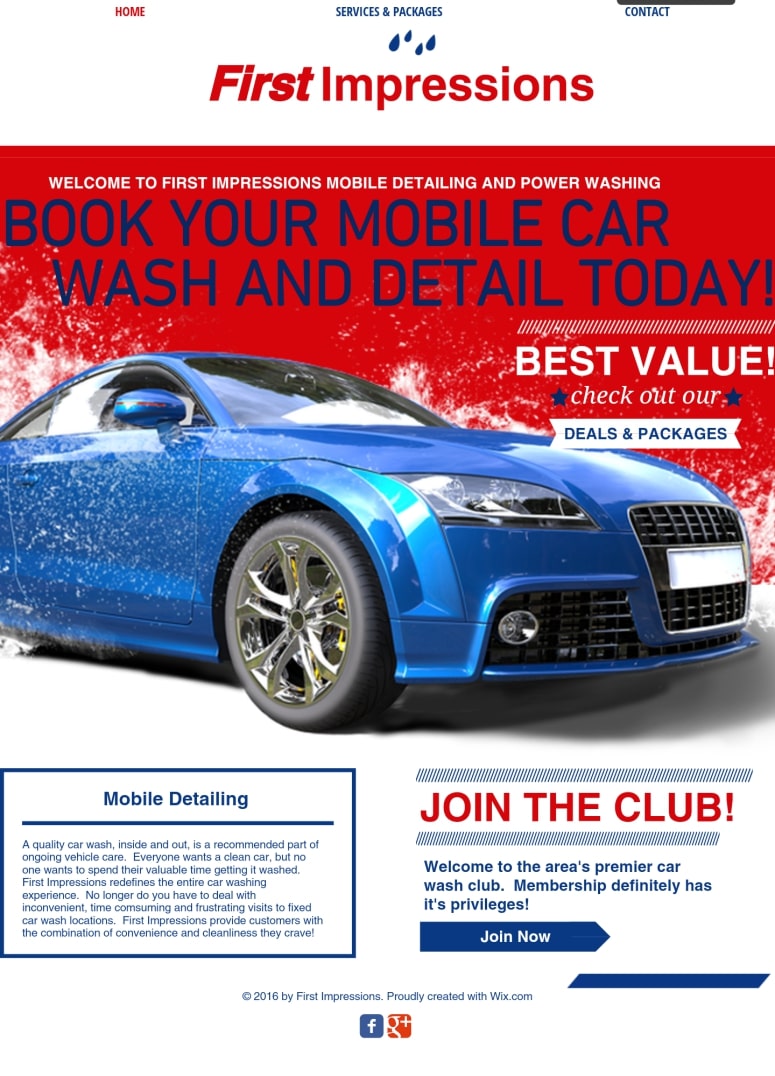 HOME
SERVICES & PACKAGES
CONTACT
First Impressions
WELCOME TO FIRST IMPRESSIONS MOBILE DETAILING AND POWER WASHING
BOOK YOUR MOBILE CAR
WASH AND DETAIL TODAY!
BEST VALUE!
check out our
DEALS & PACKAGES
Mobile Detailing
A quality car wash, inside and out, is a recommended part of
ongoing vehicle care.  Everyone wants a clean car, but no
one wants to spend their valuable time getting it washed.
First Impressions redefines the entire car washing
experience.  No longer do you have to deal with
inconvenient, time comsuming and frustrating visits to fixed
car wash locations.  First Impressions provide customers with
the combination of convenience and cleanliness they crave!
JOIN THE CLUB!
Welcome to the area's premier car
wash club.  Membership definitely has
it's privileges!
Join Now
© 2016 by First Impressions. Proudly created with Wix.com
f
g+